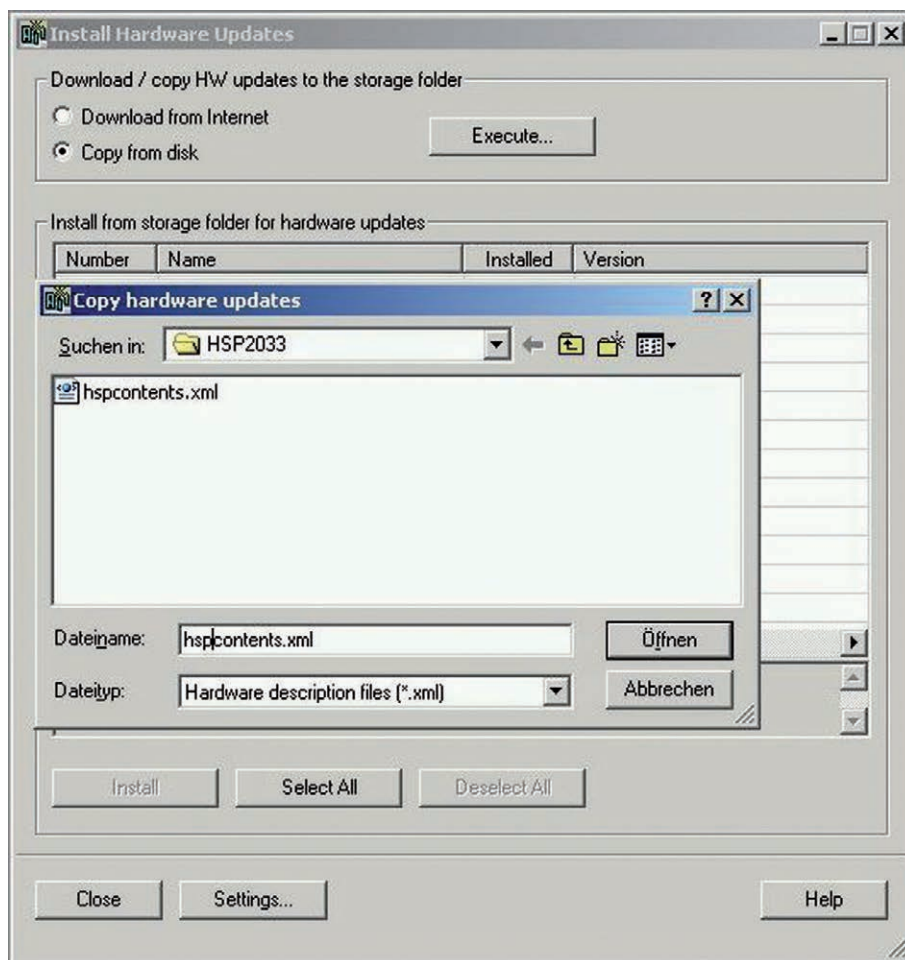 Install Hardware Updates
Download / copy HW updates to the storage folder
Download from Internet
Copy from disk
Execute...
Install from storage folder for hardware updates
Number Name Installed Version
Copy hardware updates
Suchen in: HSP2033
hspcontents.xml
Dateiname: hspcontents.xml Öffnen
Dateityp: Hardware description files (*.xml) Abbrechen
Install Select All Deselect All
Close Settings... Help